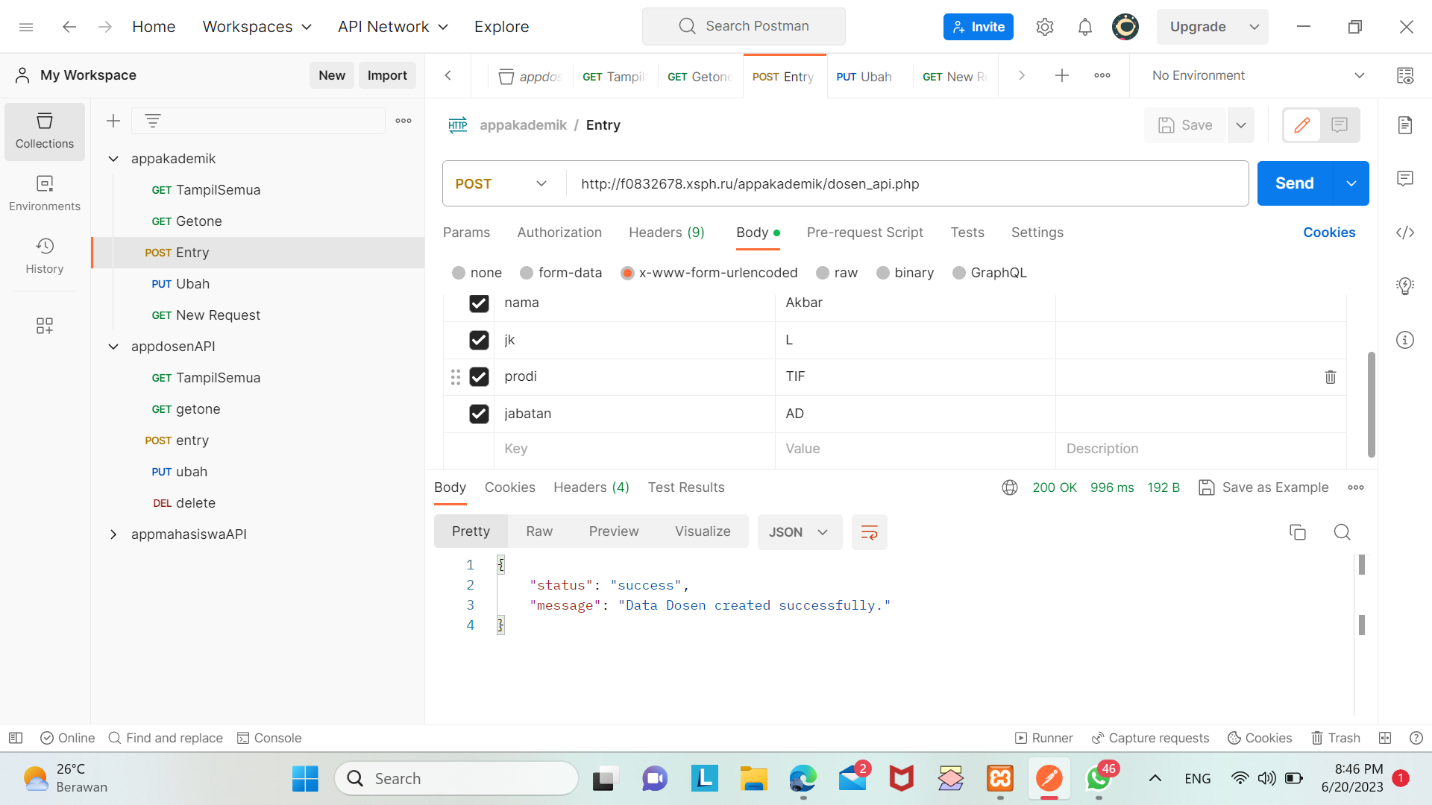 Home Workspaces API Network Explore Search Postman Invite Upgrade
My Workspace New Import
appdos GET Tampil GET Getone POST Entry PUT Ubah GET New R No Environment
Collections
Environments
History
appakademik
GET TampilSemua
GET Getone
POST Entry
PUT Ubah
GET New Request
appdosenAPI
GET TampilSemua
GET getone
POST entry
PUT ubah
DEL delete
appmahasiswaAPI
HTTP appakademik / Entry Save
POST http://f0832678.xsph.ru/appakademik/dosen_api.php Send
Params Authorization Headers (9) Body Pre-request Script Tests Settings Cookies
none form-data x-www-form-urlencoded raw binary GraphQL
nama Akbar
jk L
prodi TIF
jabatan AD
Key Value Description
Body Cookies Headers (4) Test Results 200 OK 996 ms 192 B Save as Example
Pretty Raw Preview Visualize JSON
1 {
2 "status": "success",
3 "message": "Data Dosen created successfully."
4 }
Online Find and replace Console Runner Capture requests Cookies Trash
26°C
Berawan
Search
L
2
46
ENG
8:46 PM
6/20/2023
1